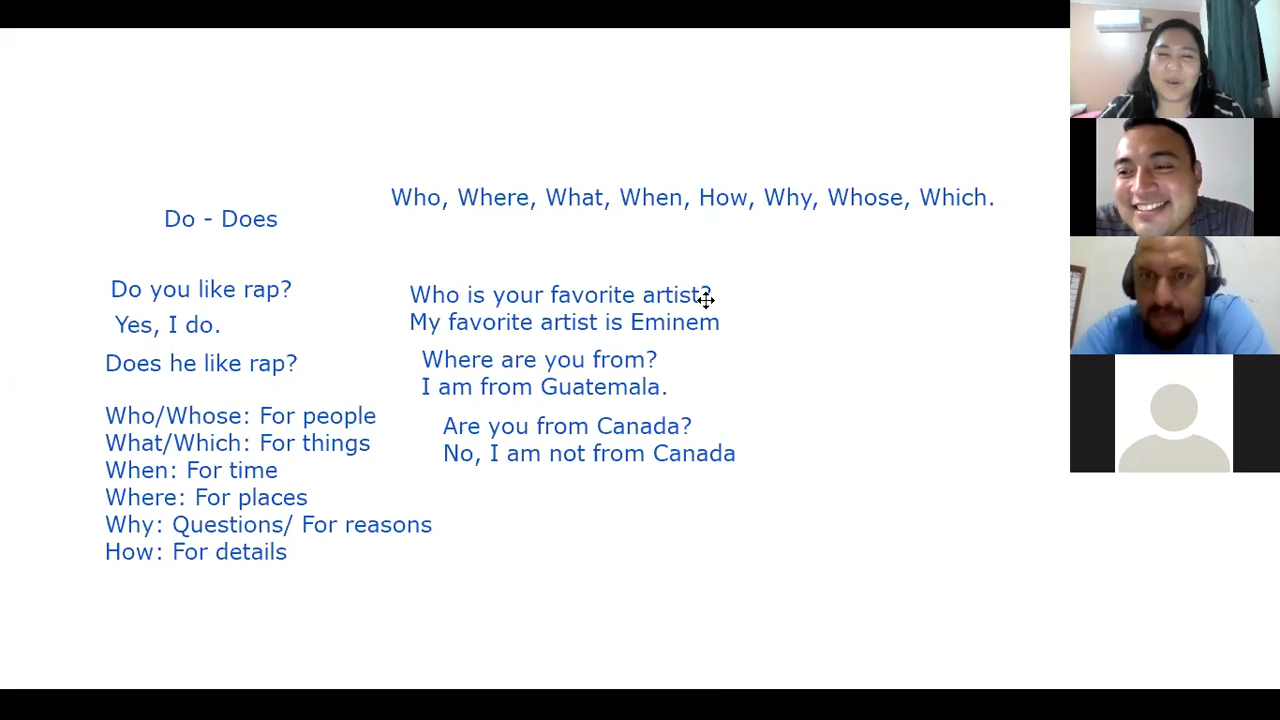 Who, Where, What, When, How, Why, Whose, Which.
Do - Does
Do you like rap?
Yes, I do.
Does he like rap?
Who/Whose: For people
What/Which: For things
When: For time
Where: For places
Why: Questions/ For reasons
How: For details
Who is your favorite artist?
My favorite artist is Eminem
Where are you from?
I am from Guatemala.
Are you from Canada?
No, I am not from Canada